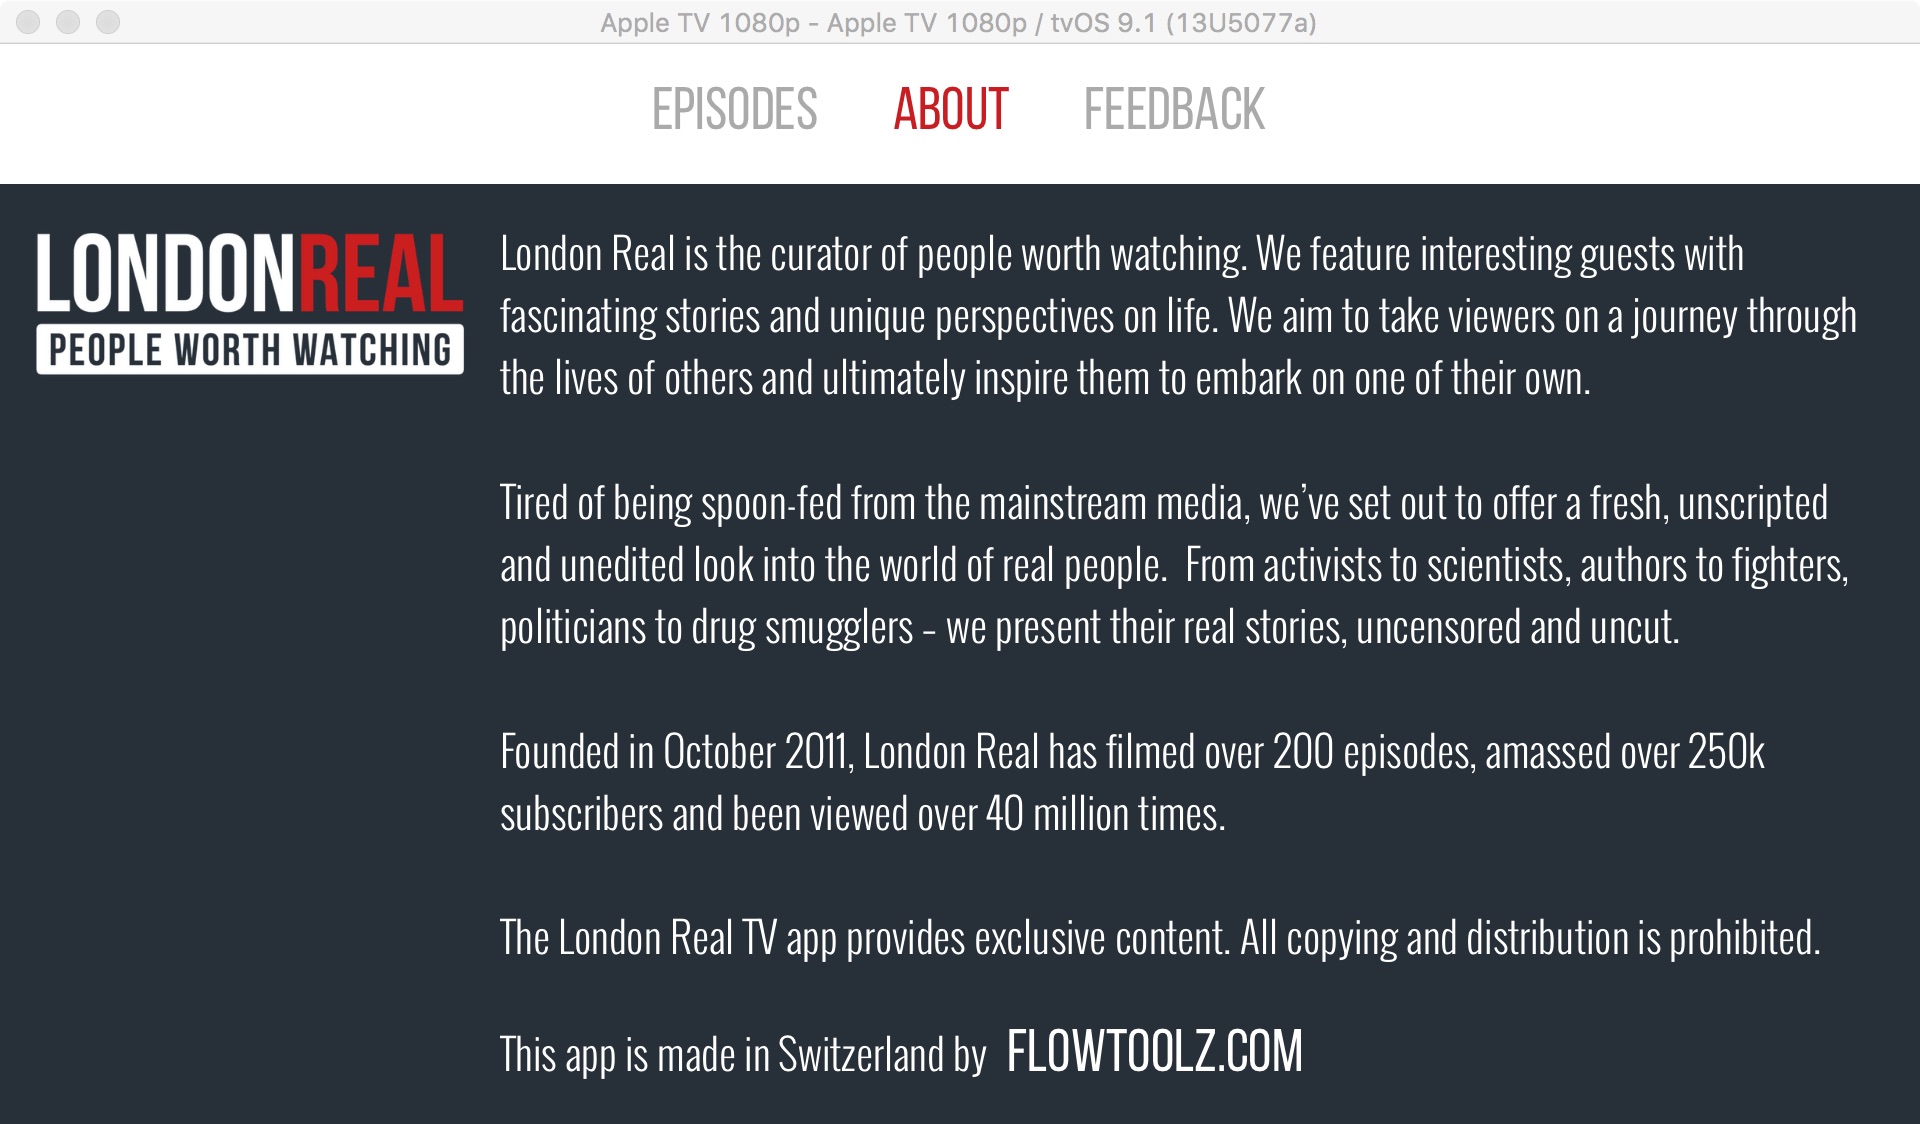 Apple TV 1080p - Apple TV 1080p / tvOS 9.1 (13U5077a)
EPISODES ABOUT FEEDBACK
LONDONREAL
PEOPLE WORTH WATCHING
London Real is the curator of people worth watching. We feature interesting guests with
fascinating stories and unique perspectives on life. We aim to take viewers on a journey through
the lives of others and ultimately inspire them to embark on one of their own.
Tired of being spoon-fed from the mainstream media, we’ve set out to offer a fresh, unscripted
and unedited look into the world of real people.  From activists to scientists, authors to fighters,
politicians to drug smugglers – we present their real stories, uncensored and uncut.
Founded in October 2011, London Real has filmed over 200 episodes, amassed over 250k
subscribers and been viewed over 40 million times.
The London Real TV app provides exclusive content. All copying and distribution is prohibited.
This app is made in Switzerland by FLOWTOOLZ.COM